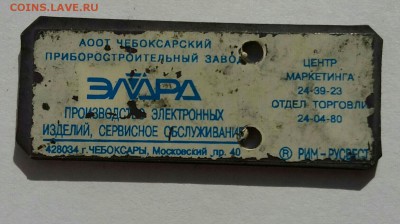 COINS.LAVE.RU
АООТ ЧЕБОКСАРСКИЙ
ПРИБОРОСТРОИТЕЛЬНЫЙ ЗАВОД
ЭЛАРА
ПРОИЗВОДСТВО ЭЛЕКТРОННЫХ
ИЗДЕЛИЙ, СЕРВИСНОЕ ОБСЛУЖИВАНИЕ
428034 г. ЧЕБОКСАРЫ, Московский пр. 40
ЦЕНТР
МАРКЕТИНГА
24-39-23
ОТДЕЛ ТОРГОВЛИ
24-04-80
® РИМ-РУСВЕСТ